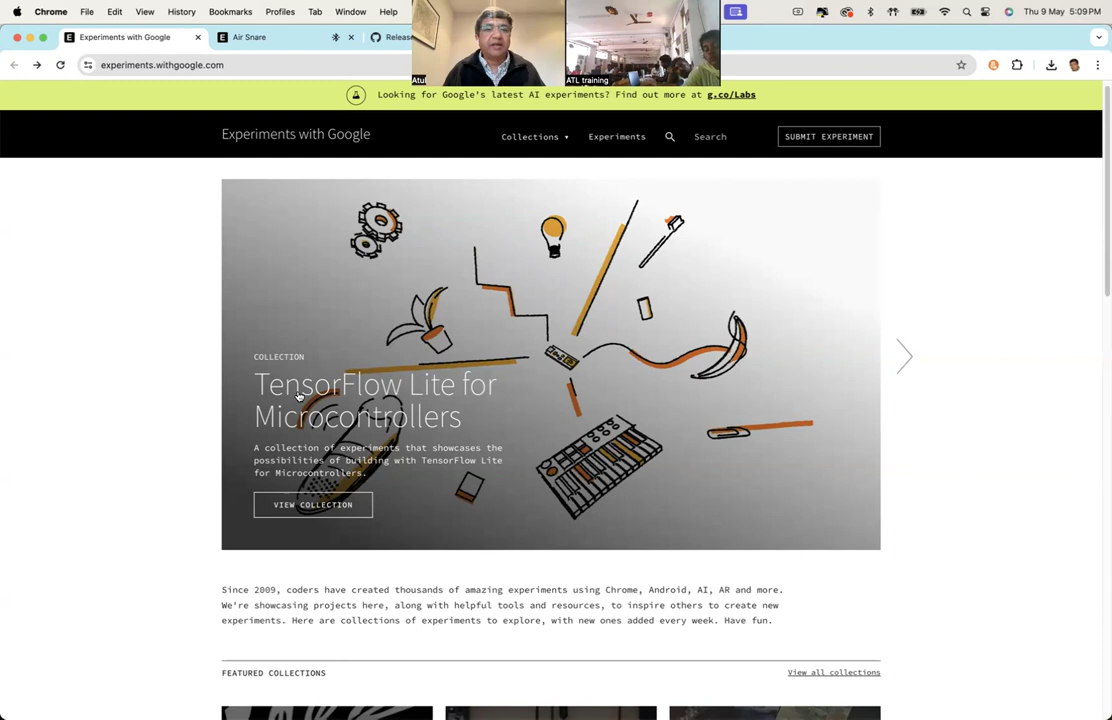 Chrome File Edit View History Bookmarks Profiles Tab Window Help
Thu 9 May 5:09 PM
Experiments with Google
Air Snare
Release
experiments.withgoogle.com
Atul
ATL training
Looking for Google's latest AI experiments? Find out more at g.co/Labs
Experiments with Google
Collections
Experiments
Search
SUBMIT EXPERIMENT
COLLECTION
TensorFlow Lite for
Microcontrollers
A collection of experiments that showcases the
possibilities of building with TensorFlow Lite
for Microcontrollers.
VIEW COLLECTION
Since 2009, coders have created thousands of amazing experiments using Chrome, Android, AI, AR and more.
We're showcasing projects here, along with helpful tools and resources, to inspire others to create new
experiments. Here are collections of experiments to explore, with new ones added every week. Have fun.
FEATURED COLLECTIONS
View all collections